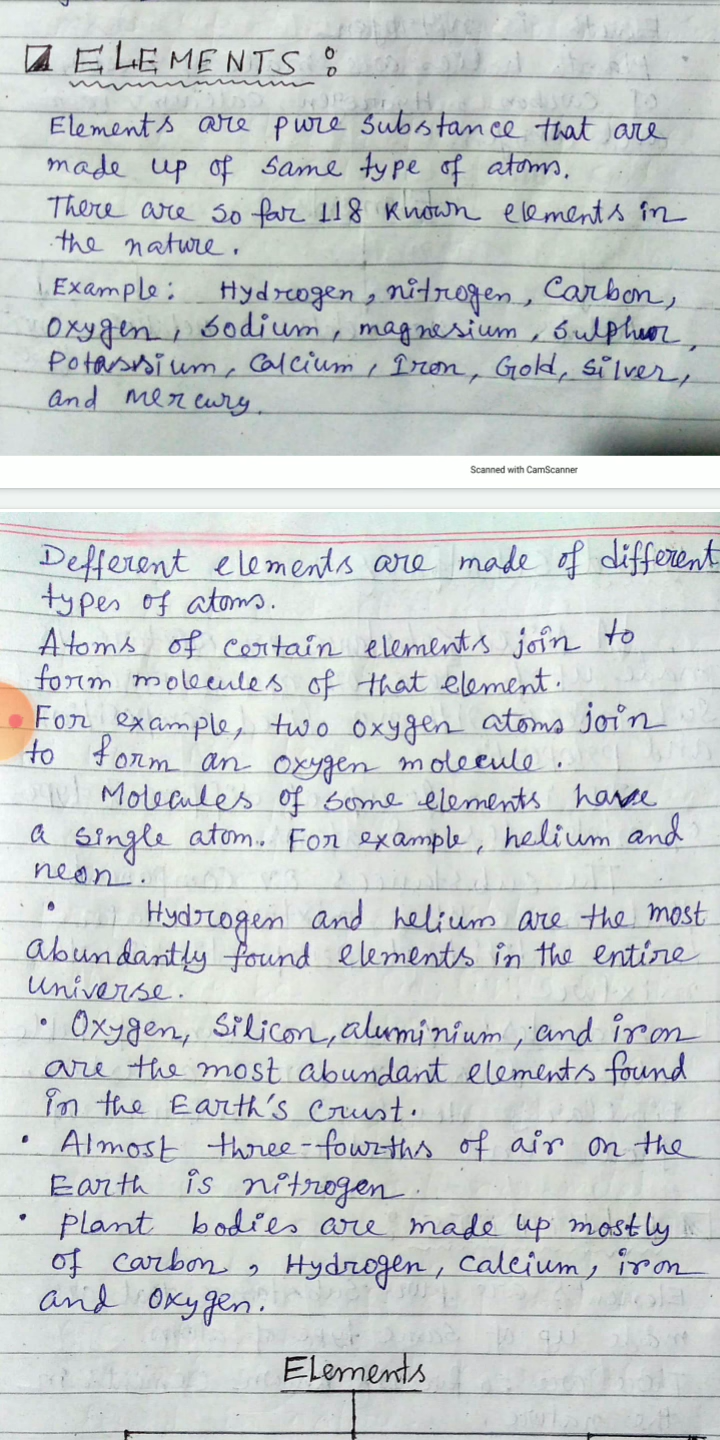 ELEMENTS :
Elements are pure substance that are
made up of same type of atoms.
There are so far 118 known elements in
the nature.
Example: Hydrogen, nitrogen, Carbon,
Oxygen, Sodium, magnesium, Sulphur,
Potassium, Calcium, Iron, Gold, Silver,
and Mercury.
Scanned with CamScanner
Defferent elements are made of different
types of atoms.
Atoms of certain elements join to
form molecules of that element.
• For example, two oxygen atoms join
to form an oxygen molecule.
Molecules of some elements have
a single atom. For example, helium and
neon.
• Hydrogen and helium are the most
abundantly found elements in the entire
Universe.
• Oxygen, Silicon, aluminium, and iron
are the most abundant elements found
in the Earth's Crust.
• Almost three-fourths of air on the
Earth is nitrogen.
• Plant bodies are made up mostly
of carbon, Hydrogen, Calcium, iron
and Oxygen.
Elements